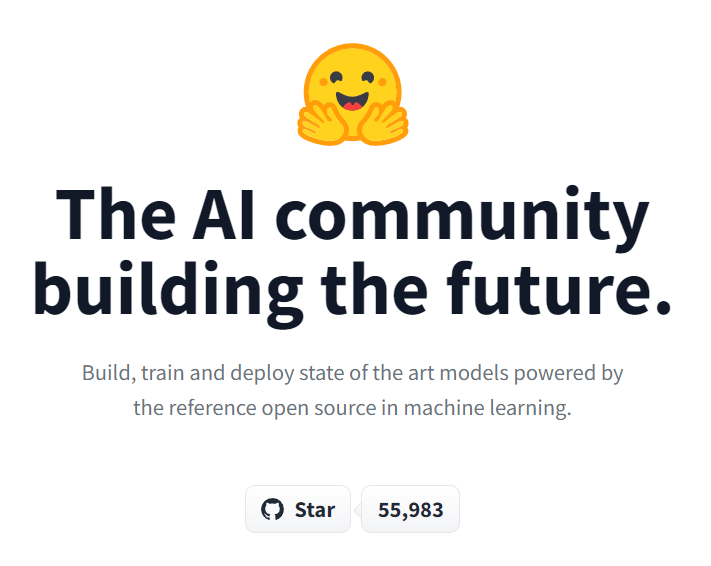 The AI community
building the future.
Build, train and deploy state of the art models powered by
the reference open source in machine learning.
Star 55,983